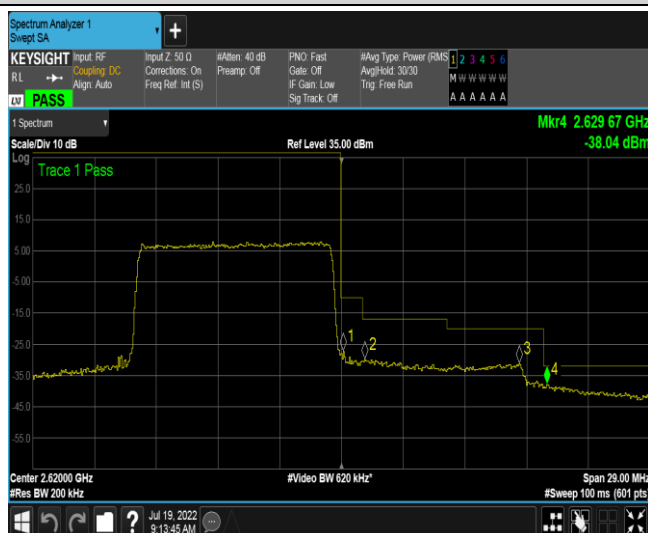 Spectrum Analyzer 1
Swept SA
+
KEYSIGHT
RL
LXI PASS
Input: RF
Coupling: DC
Align: Auto
Input Z: 50 Ω
Corrections: On
Freq Ref: Int (S)
#Atten: 40 dB
Preamp: Off
PNO: Fast
Gate: Off
IF Gain: Low
Sig Track: Off
#Avg Type: Power (RMS
Avg|Hold: 30/30
Trig: Free Run
1 2 3 4 5 6
M W W W W W
A A A A A A
1 Spectrum
Mkr4 2.629 67 GHz
Scale/Div 10 dB
Ref Level 35.00 dBm
-38.04 dBm
Log
Trace 1 Pass
25.0
15.0
5.00
-5.00
-15.0
-25.0
-35.0
-45.0
-55.0
1
2
3
4
Center 2.62000 GHz
#Video BW 620 kHz*
Span 29.00 MHz
#Res BW 200 kHz
#Sweep 100 ms (601 pts)
?
Jul 19, 2022
9:13:45 AM